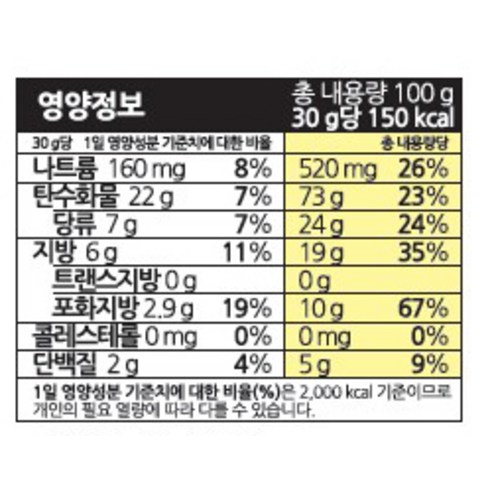 영양정보
총 내용량 100 g
30 g당 150 kcal
30 g당 1일 영양성분 기준치에 대한 비율 총 내용량당
나트륨 160 mg 8% 520 mg 26%
탄수화물 22 g 7% 73 g 23%
당류 7 g 7% 24 g 24%
지방 6 g 11% 19 g 35%
트랜스지방 0 g 0 g
포화지방 2.9 g 19% 10 g 67%
콜레스테롤 0 mg 0% 0 mg 0%
단백질 2 g 4% 5 g 9%
1일 영양성분 기준치에 대한 비율(%)은 2,000 kcal 기준이므로
개인의 필요 열량에 따라 다를 수 있습니다.